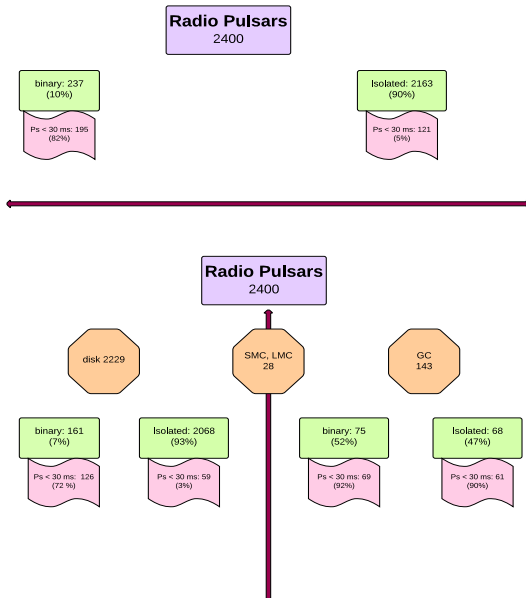 Radio Pulsars
2400
binary: 237
(10%)
Isolated: 2163
(90%)
Ps < 30 ms: 195
(82%)
Ps < 30 ms: 121
(5%)
Radio Pulsars
2400
disk 2229
SMC, LMC
28
GC
143
binary: 161
(7%)
Isolated: 2068
(93%)
binary: 75
(52%)
Isolated: 68
(47%)
Ps < 30 ms: 126
(72 %)
Ps < 30 ms: 59
(3%)
Ps < 30 ms: 69
(92%)
Ps < 30 ms: 61
(90%)